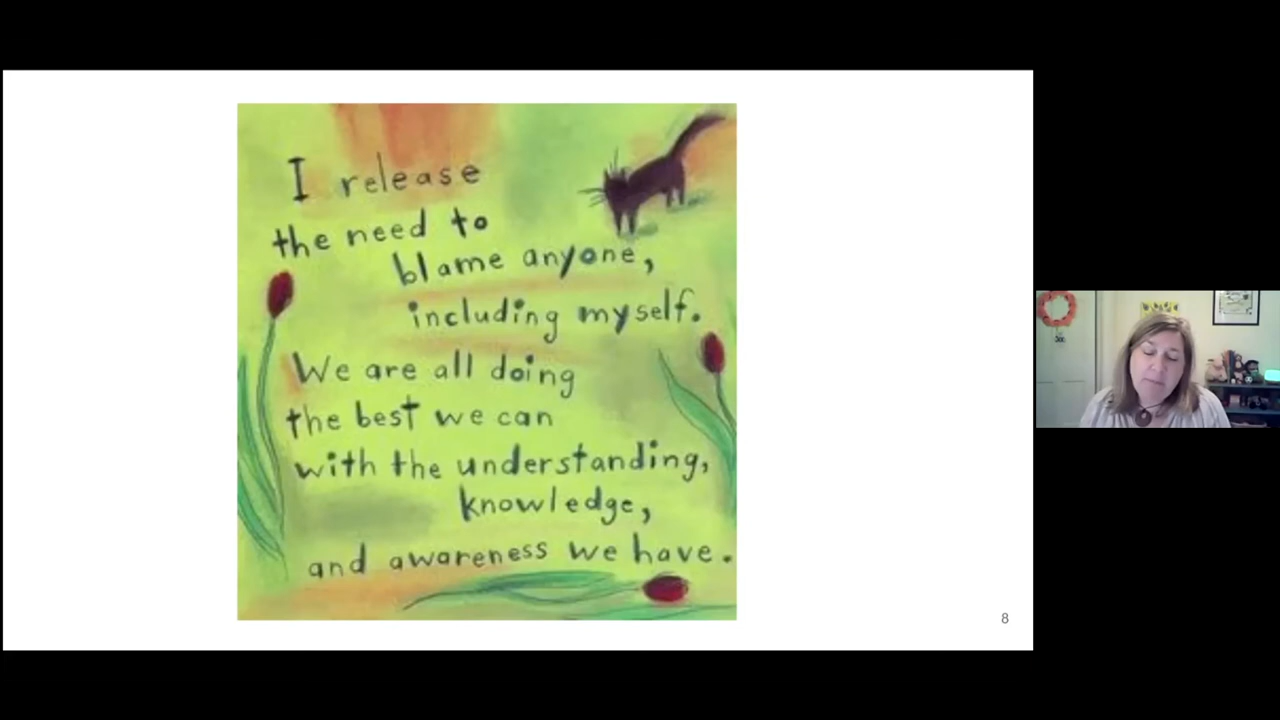 I release
the need to
blame anyone,
including myself.
We are all doing
the best we can
with the understanding,
knowledge,
and awareness we have.
8